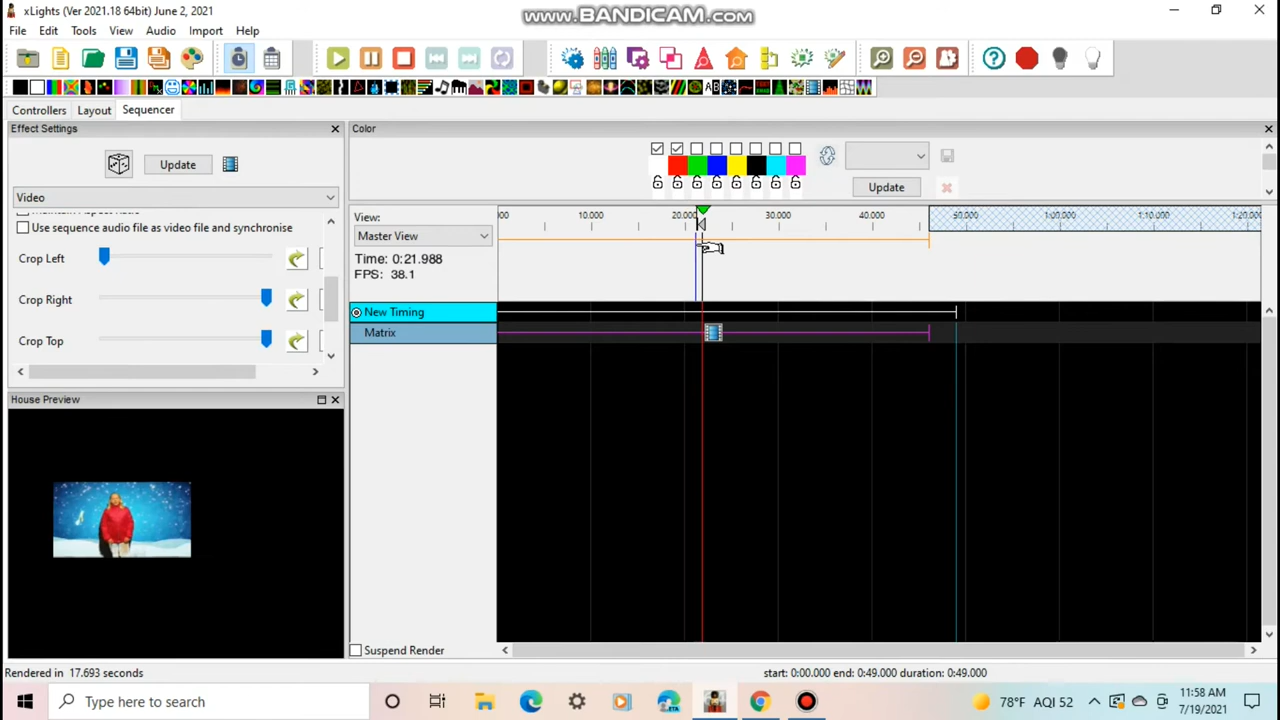 xLights (Ver 2021.18 64bit) June 2, 2021
www.BANDICAM.com
File Edit Tools View Audio Import Help
Controllers Layout Sequencer
Effect Settings
Color
Update
Update
Video
Use sequence audio file as video file and synchronise
Crop Left
Crop Right
Crop Top
View:
Master View
Time: 0:21.988
FPS: 38.1
10.000 20.000 30.000 40.000 50.000 1:00.000 1:10.000
New Timing
Matrix
House Preview
Suspend Render
Rendered in 17.693 seconds
start: 0:00.000 end: 0:49.000 duration: 0:49.000
Type here to search
78°F AQI 52
11:58 AM
7/19/2021